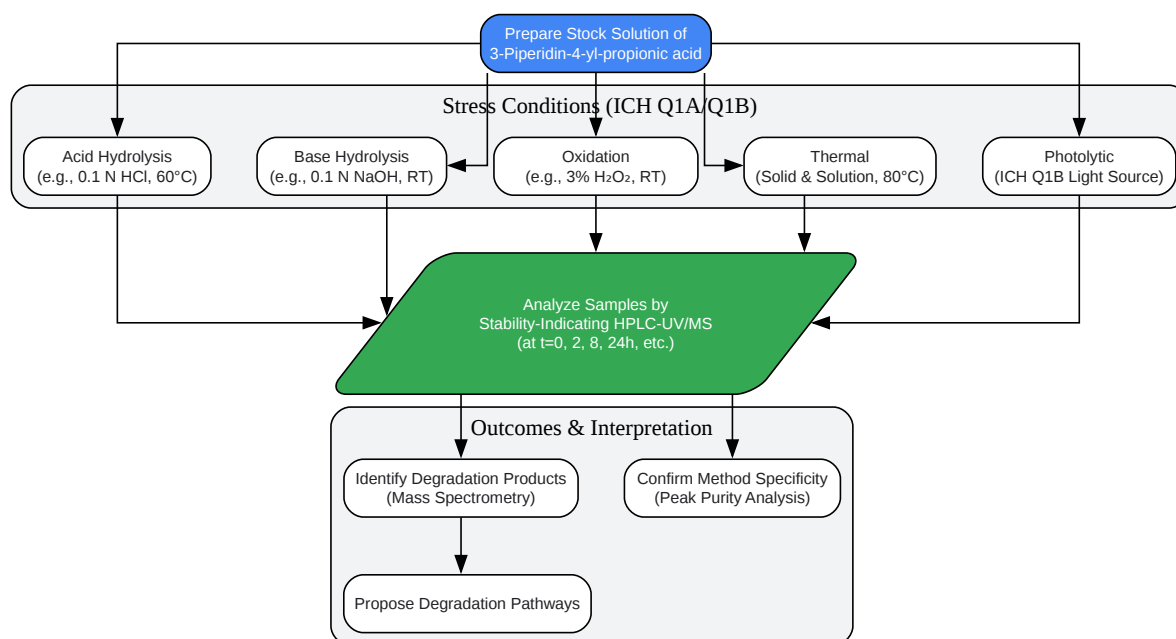 Prepare Stock Solution of
3-Piperidin-4-yl-propionic acid
Stress Conditions (ICH Q1A/Q1B)
Acid Hydrolysis
(e.g., 0.1 N HCl, 60°C)
Base Hydrolysis
(e.g., 0.1 N NaOH, RT)
Oxidation
(e.g., 3% H₂O₂, RT)
Thermal
(Solid & Solution, 80°C)
Photolytic
(ICH Q1B Light Source)
Analyze Samples by
Stability-Indicating HPLC-UV/MS
(at t=0, 2, 8, 24h, etc.)
Outcomes & Interpretation
Identify Degradation Products
(Mass Spectrometry)
Confirm Method Specificity
(Peak Purity Analysis)
Propose Degradation Pathways